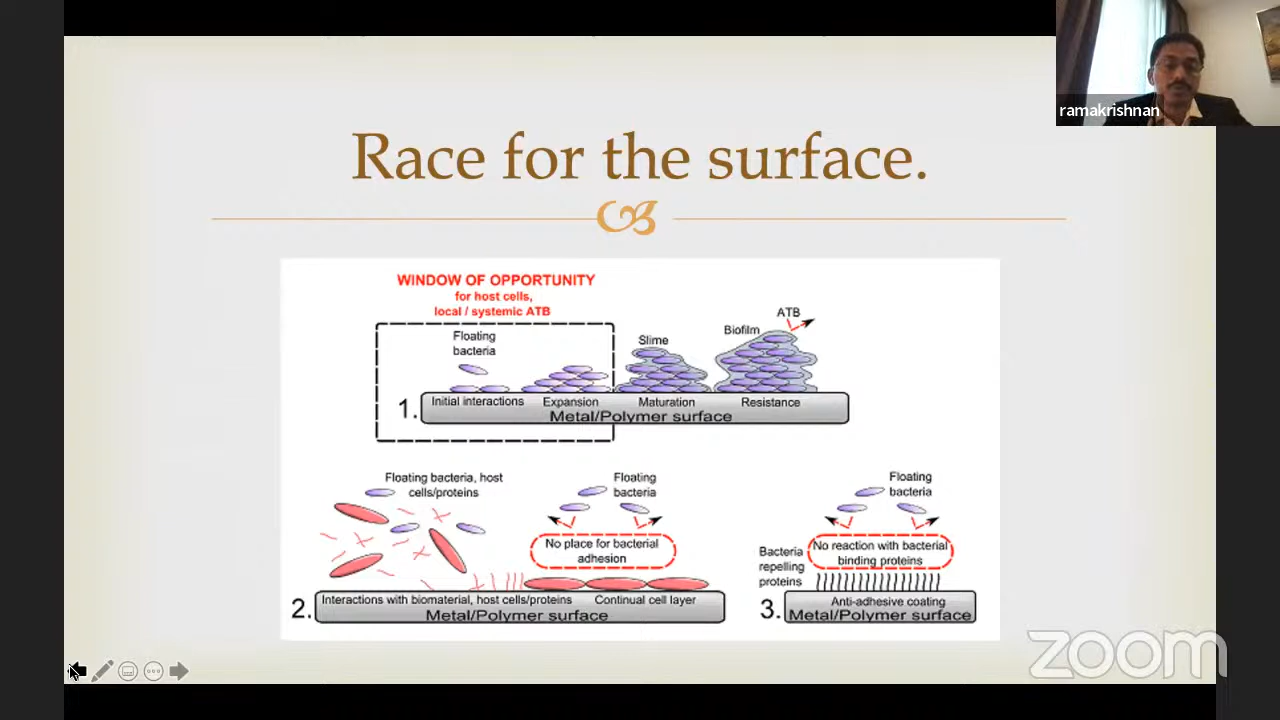 ramakrishnan
Race for the surface.
WINDOW OF OPPORTUNITY
for host cells,
local / systemic ATB
Floating
bacteria
Slime
Biofilm
ATB
1.
Initial interactions
Expansion
Maturation
Resistance
Metal/Polymer surface
Floating bacteria, host
cells/proteins
Floating
bacteria
No place for bacterial
adhesion
2.
Interactions with biomaterial, host cells/proteins
Continual cell layer
Metal/Polymer surface
Floating
bacteria
Bacteria
repelling
proteins
No reaction with bacterial
binding proteins
3.
Anti-adhesive coating
Metal/Polymer surface
zoom